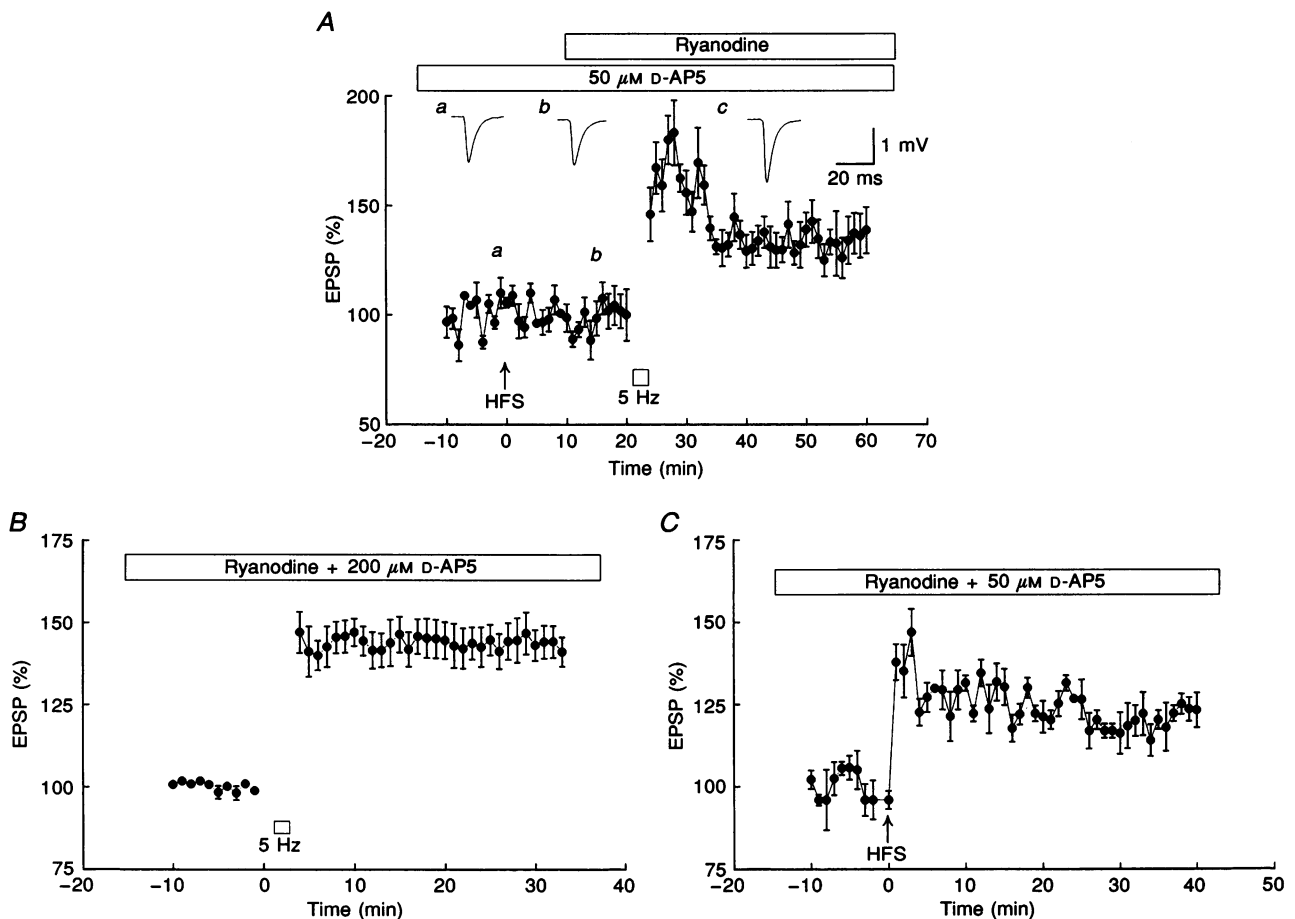 A
Ryanodine
50 μM D-AP5
a
b
c
1 mV
20 ms
200
150
100
50
EPSP (%)
a
b
HFS
5 Hz
−20 −10 0 10 20 30 40 50 60 70
Time (min)
B
Ryanodine + 200 μM D-AP5
175
150
125
100
75
EPSP (%)
5 Hz
−20 −10 0 10 20 30 40
Time (min)
C
Ryanodine + 50 μM D-AP5
175
150
125
100
75
EPSP (%)
HFS
−20 −10 0 10 20 30 40 50
Time (min)